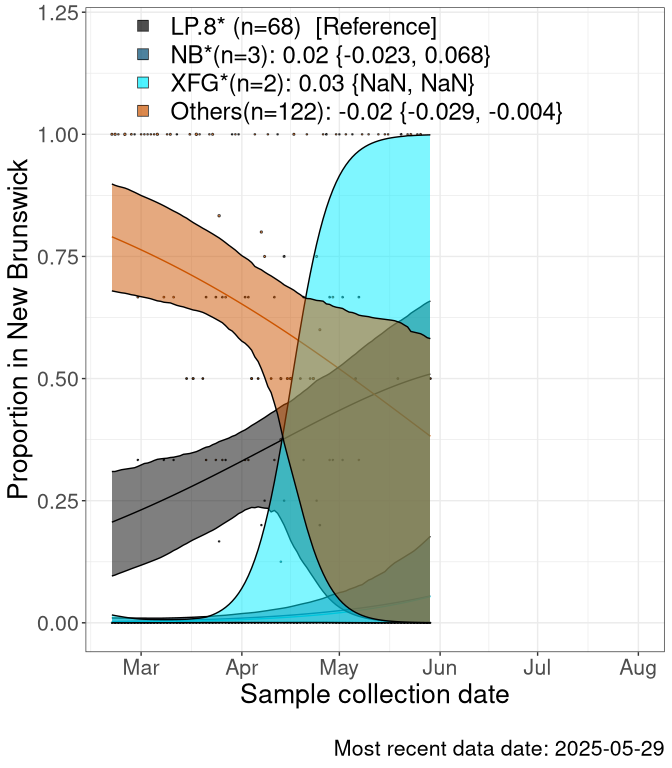 1.25
LP.8* (n=68)  [Reference]
NB*(n=3): 0.02 {-0.023, 0.068}
XFG*(n=2): 0.03 {NaN, NaN}
Others(n=122): -0.02 {-0.029, -0.004}
1.00
0.75
0.50
0.25
0.00
Proportion in New Brunswick
Mar Apr May Jun Jul Aug
Sample collection date
Most recent data date: 2025-05-29